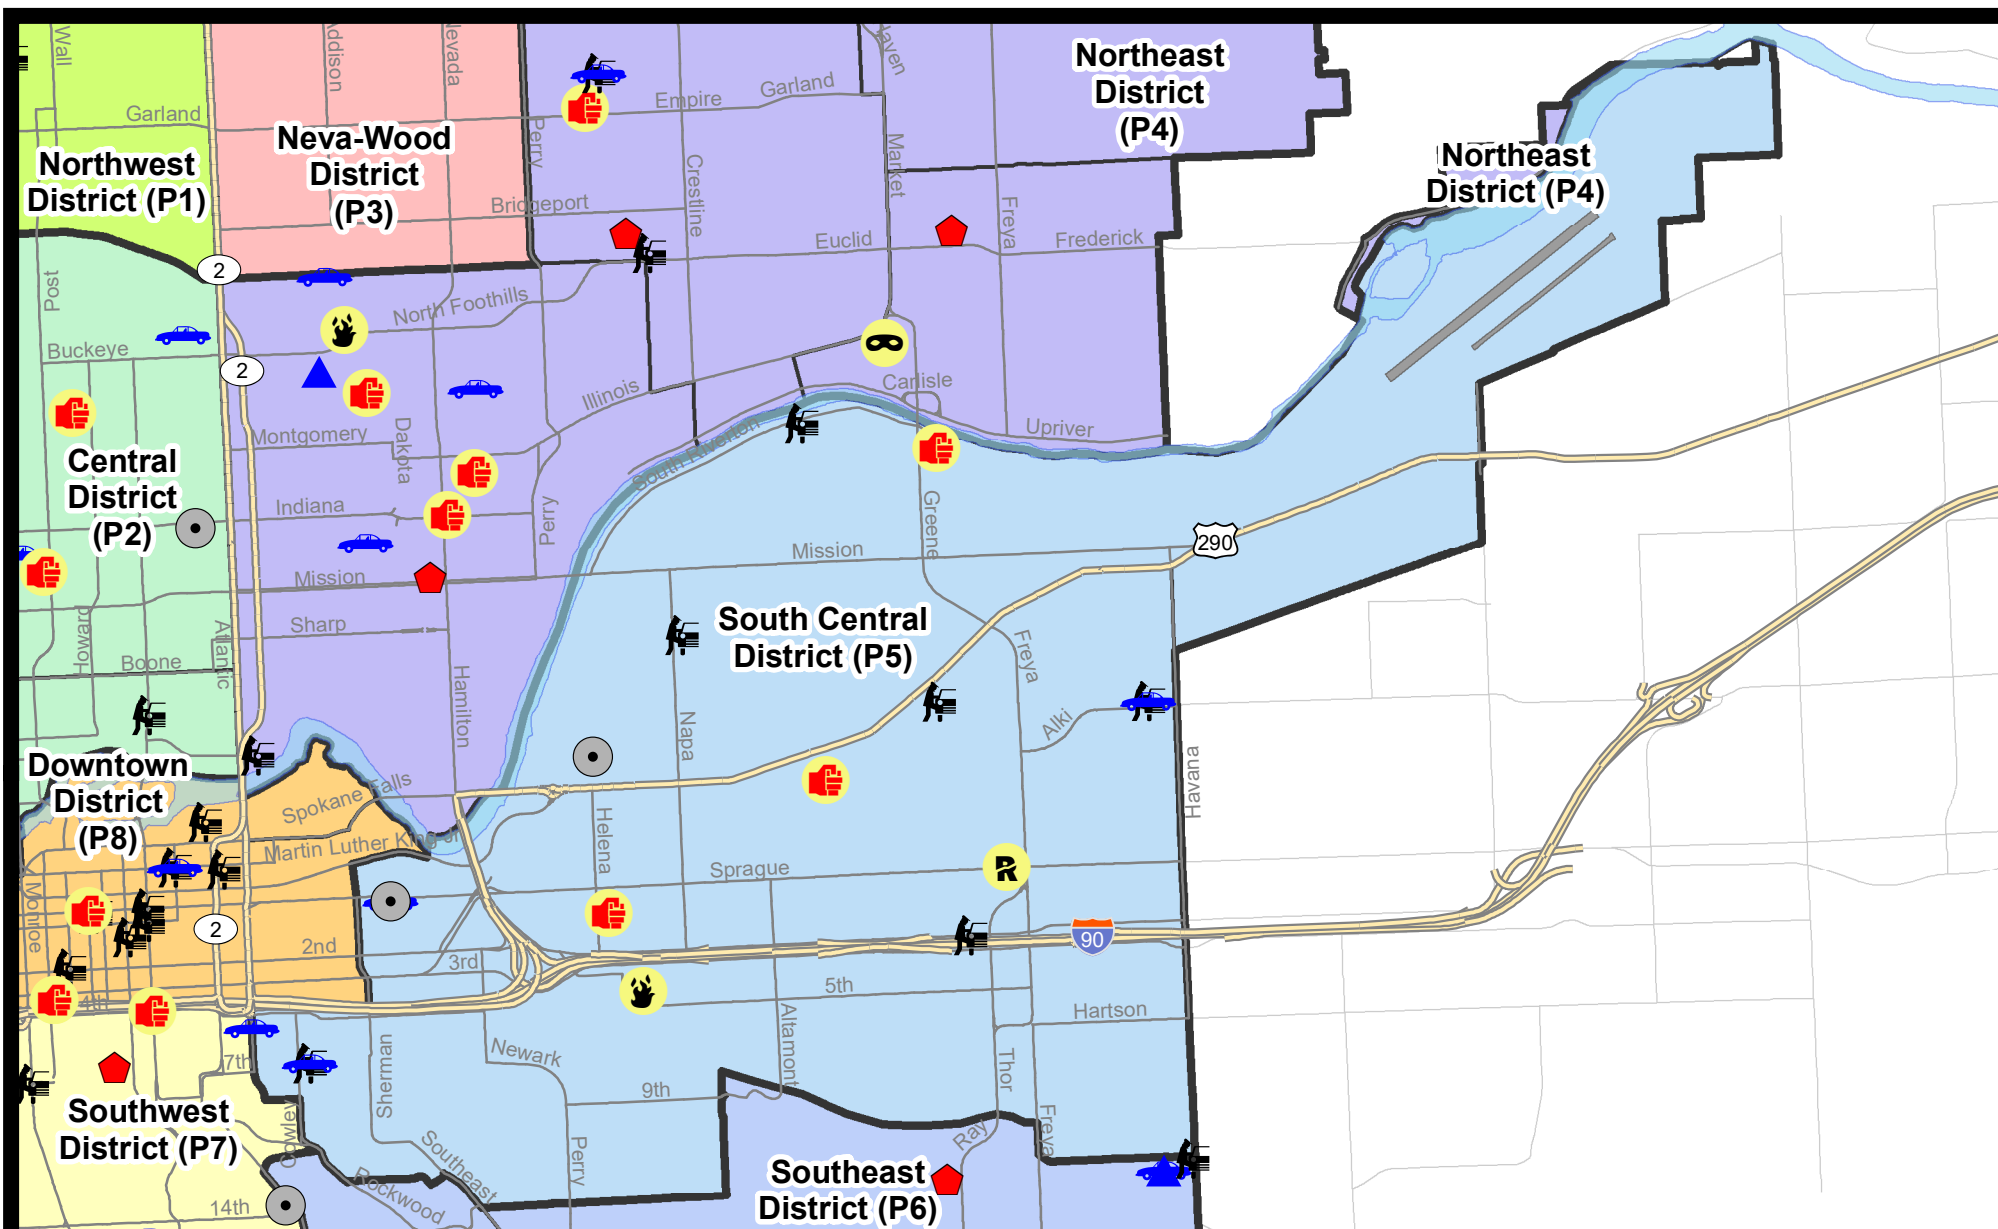 Wall
Addison
Nevada
Haven
Northeast
District
(P4)
Garland
Empire
Garland
Perry
Neva-Wood
District
(P3)
Northwest
District (P1)
Crestline
Market
Northeast
District (P4)
Bridgeport
Freya
Euclid
Frederick
2
Post
North Foothills
Buckeye
2
Illinois
Carlisle
Montgomery
Dakota
Upriver
South Riverton
Central
District
(P2)
Indiana
Perry
Greene
290
Mission
Mission
Howard
Sharp
Atlantic
Boone
South Central
District (P5)
Freya
Hamilton
Napa
Alki
Havana
Downtown
District
(P8)
Spokane Falls
Helena
Martin Luther King Jr
Sprague
Monroe
2
2nd
3rd
90
4th
5th
Altamont
Hartson
Newark
7th
Sherman
Thor
9th
Southwest
District (P7)
Cowley
Freya
Ray
Southeast
Perry
Rockwood
Southeast
District (P6)
14th